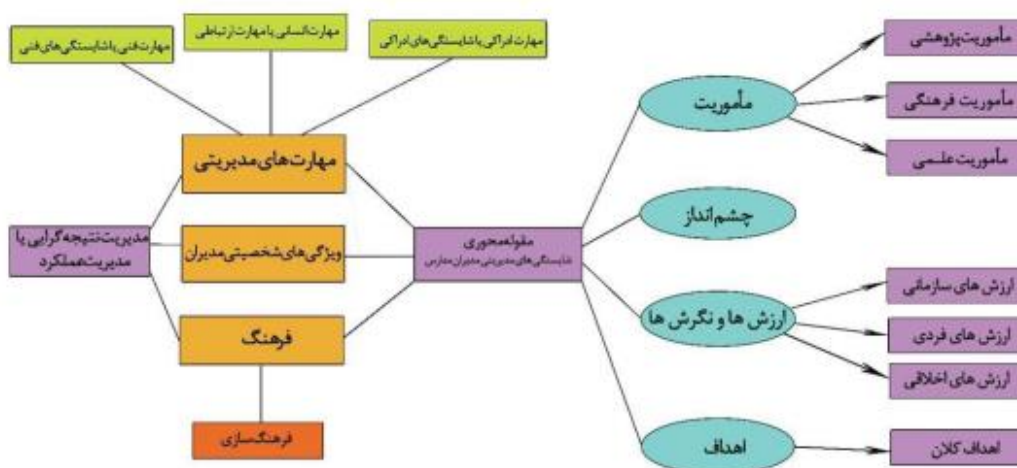 مهارت فنی یا شایستگی‌های فنی
مهارت انسانی یا مهارت ارتباطی
مهارت ادراکی یا شایستگی‌های ادراکی
مهارت‌های مدیریتی
ویژگی‌های شخصیتی مدیران
فرهنگ
فرهنگ‌سازی
مدیریت نتیجه‌گرایی یا
مدیریت عملکرد
مقوله محوری
شایستگی‌های مدیریتی مدیران مدارس
مأموریت
چشم‌انداز
ارزش ها و نگرش ها
اهداف
مأموریت پژوهشی
مأموریت فرهنگی
مأموریت علـمی
ارزش های سازمانی
ارزش های فردی
ارزش های اخلاقی
اهداف کلان